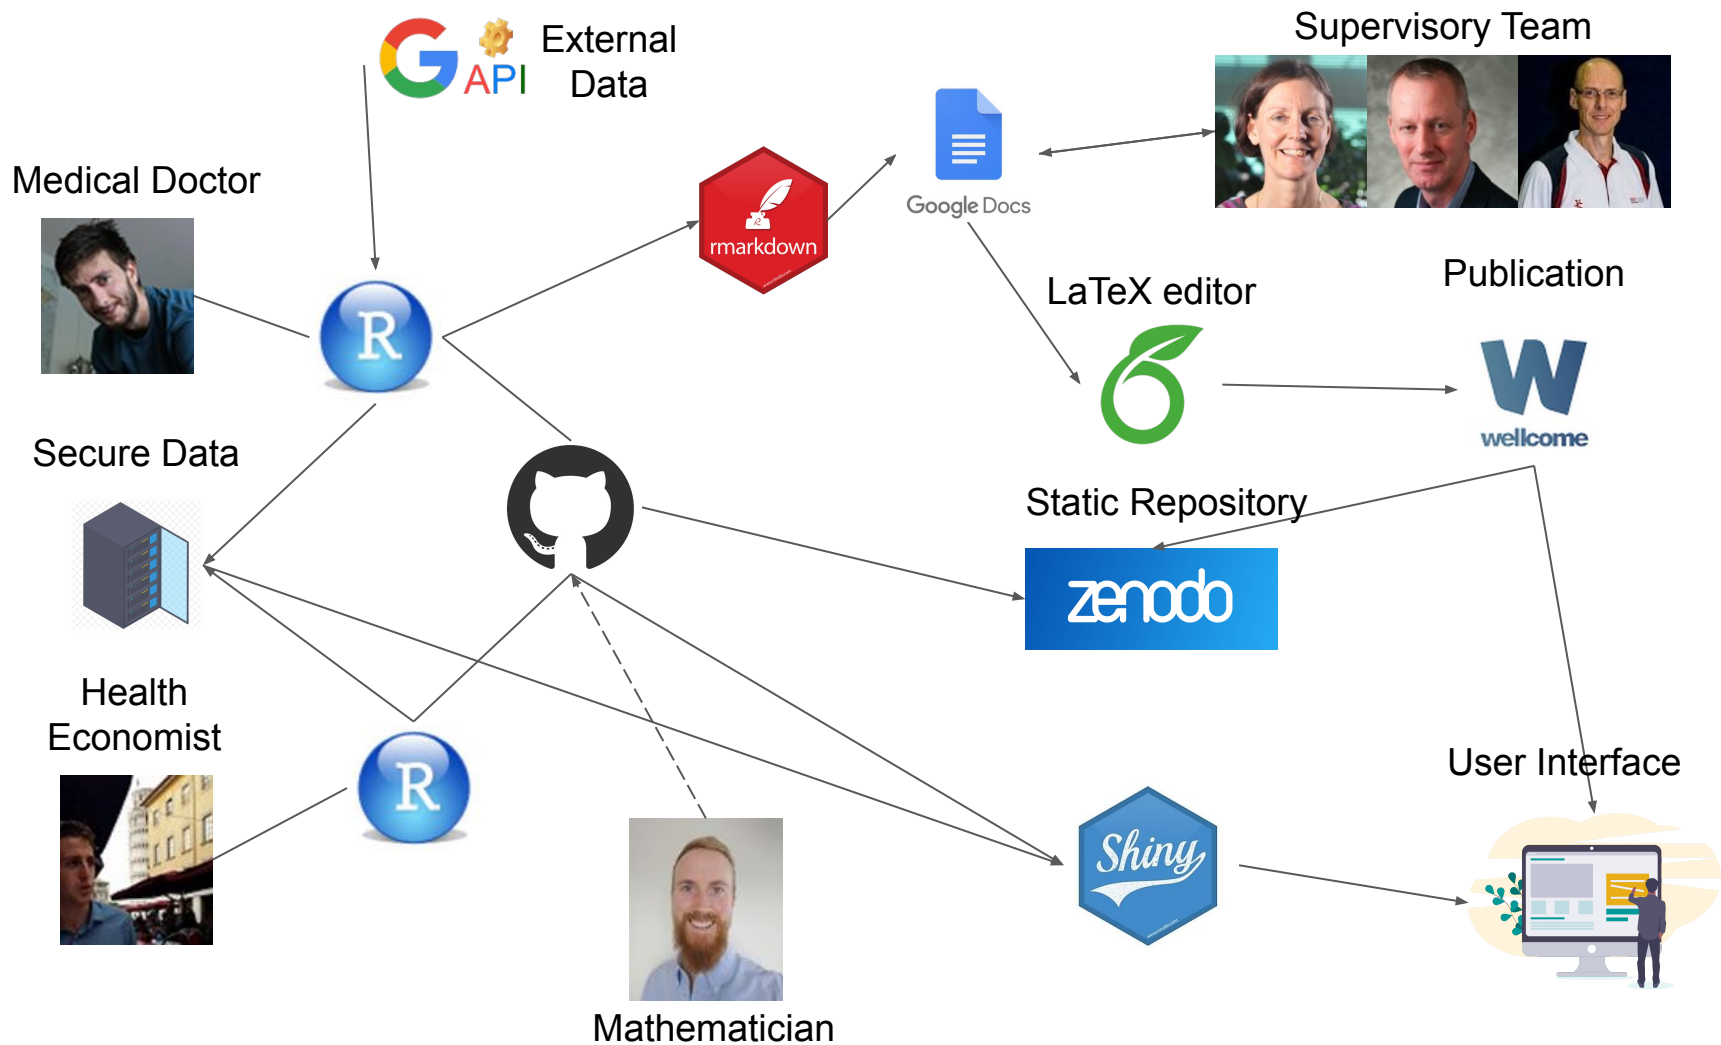 Supervisory Team
External
Data
API
Medical Doctor
Google Docs
rmarkdown
R
LaTeX editor
Publication
W
wellcome
Secure Data
Static Repository
zenodo
Health
Economist
User Interface
R
Shiny
Mathematician